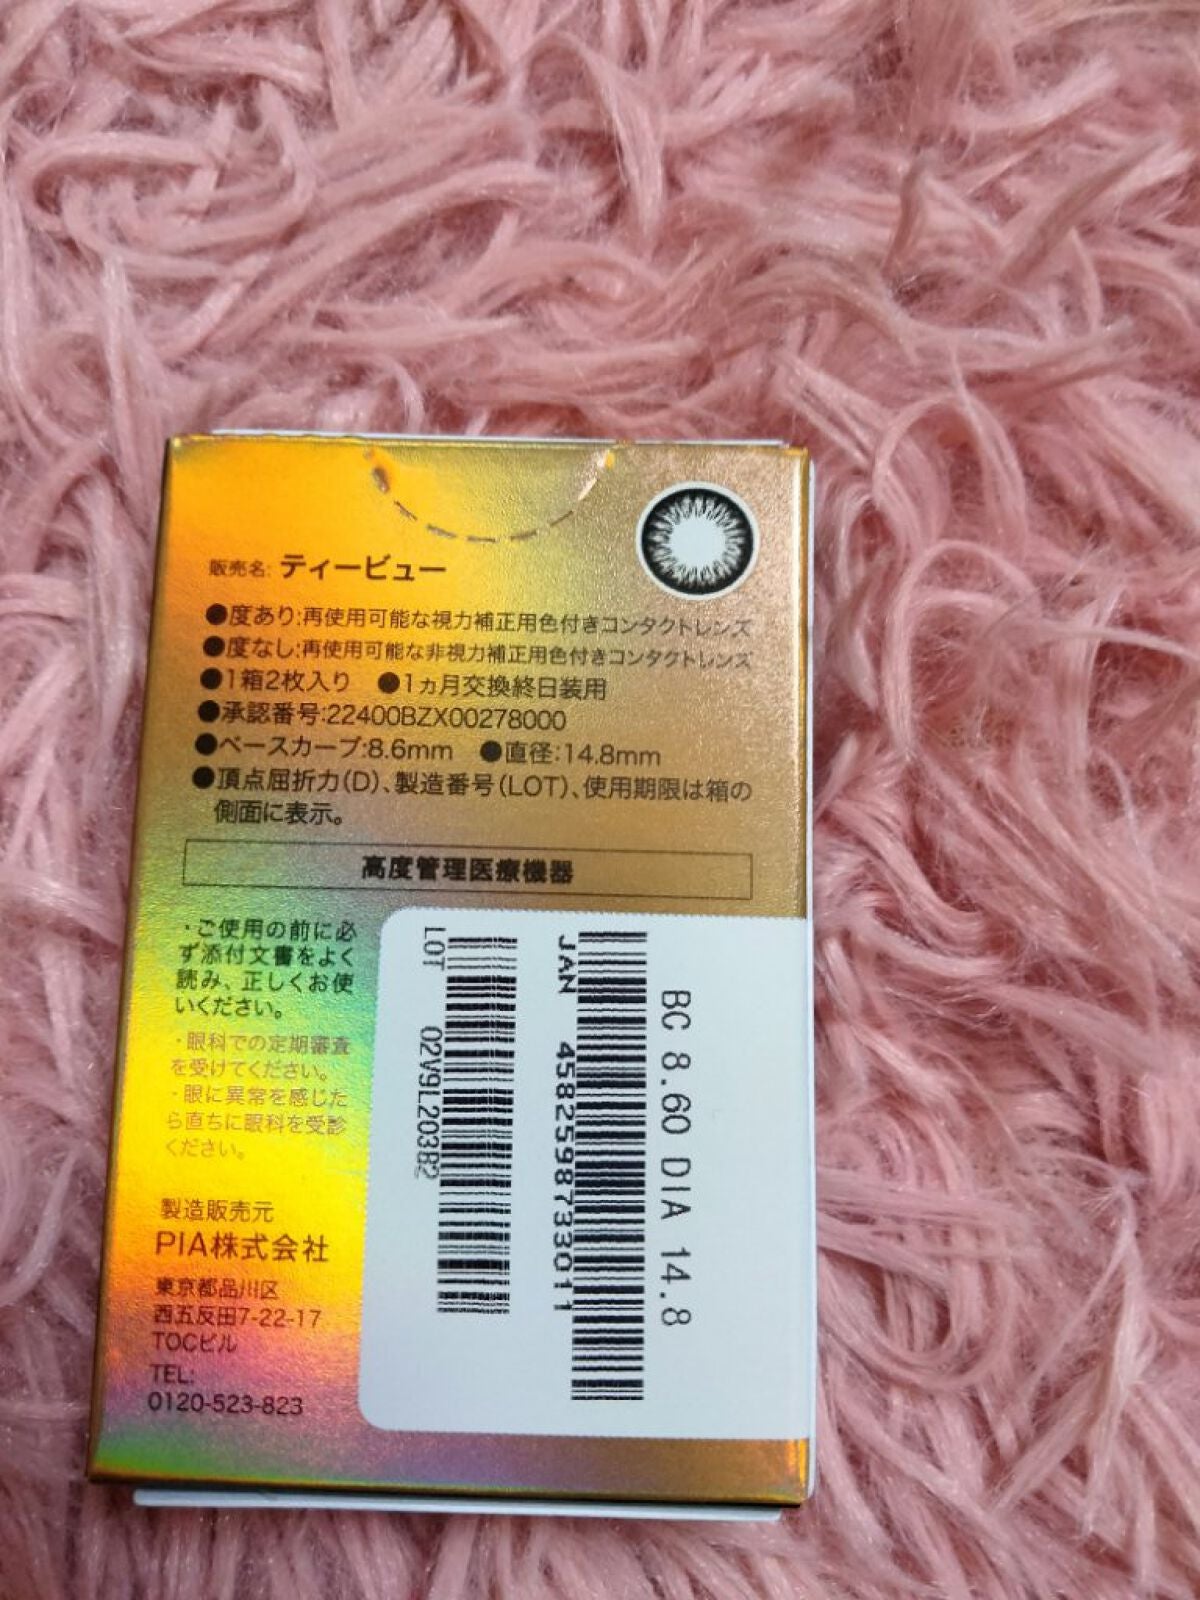 販売名: ティービュー
●度あり:再使用可能な視力補正用色付きコンタクトレンズ
●度なし:再使用可能な非視力補正用色付きコンタクトレンズ
●1箱2枚入り ●1ヵ月交換終日装用
●承認番号:22400BZX00278000
●ベースカーブ:8.6mm ●直径:14.8mm
●頂点屈折力(D)、製造番号(LOT)、使用期限は箱の
側面に表示。
高度管理医療機器
・ご使用の前に必
ず添付文書をよく
読み、正しくお使
いください。
・眼科での定期審査
を受けてください。
・眼に異常を感じた
ら直ちに眼科を受診
ください。
製造販売元
PIA株式会社
東京都品川区
西五反田7-22-17
TOCビル
TEL:
0120-523-823
BC 8.60 DIA 14.8
JAN 4582598733011
LOT 02V9L203B2